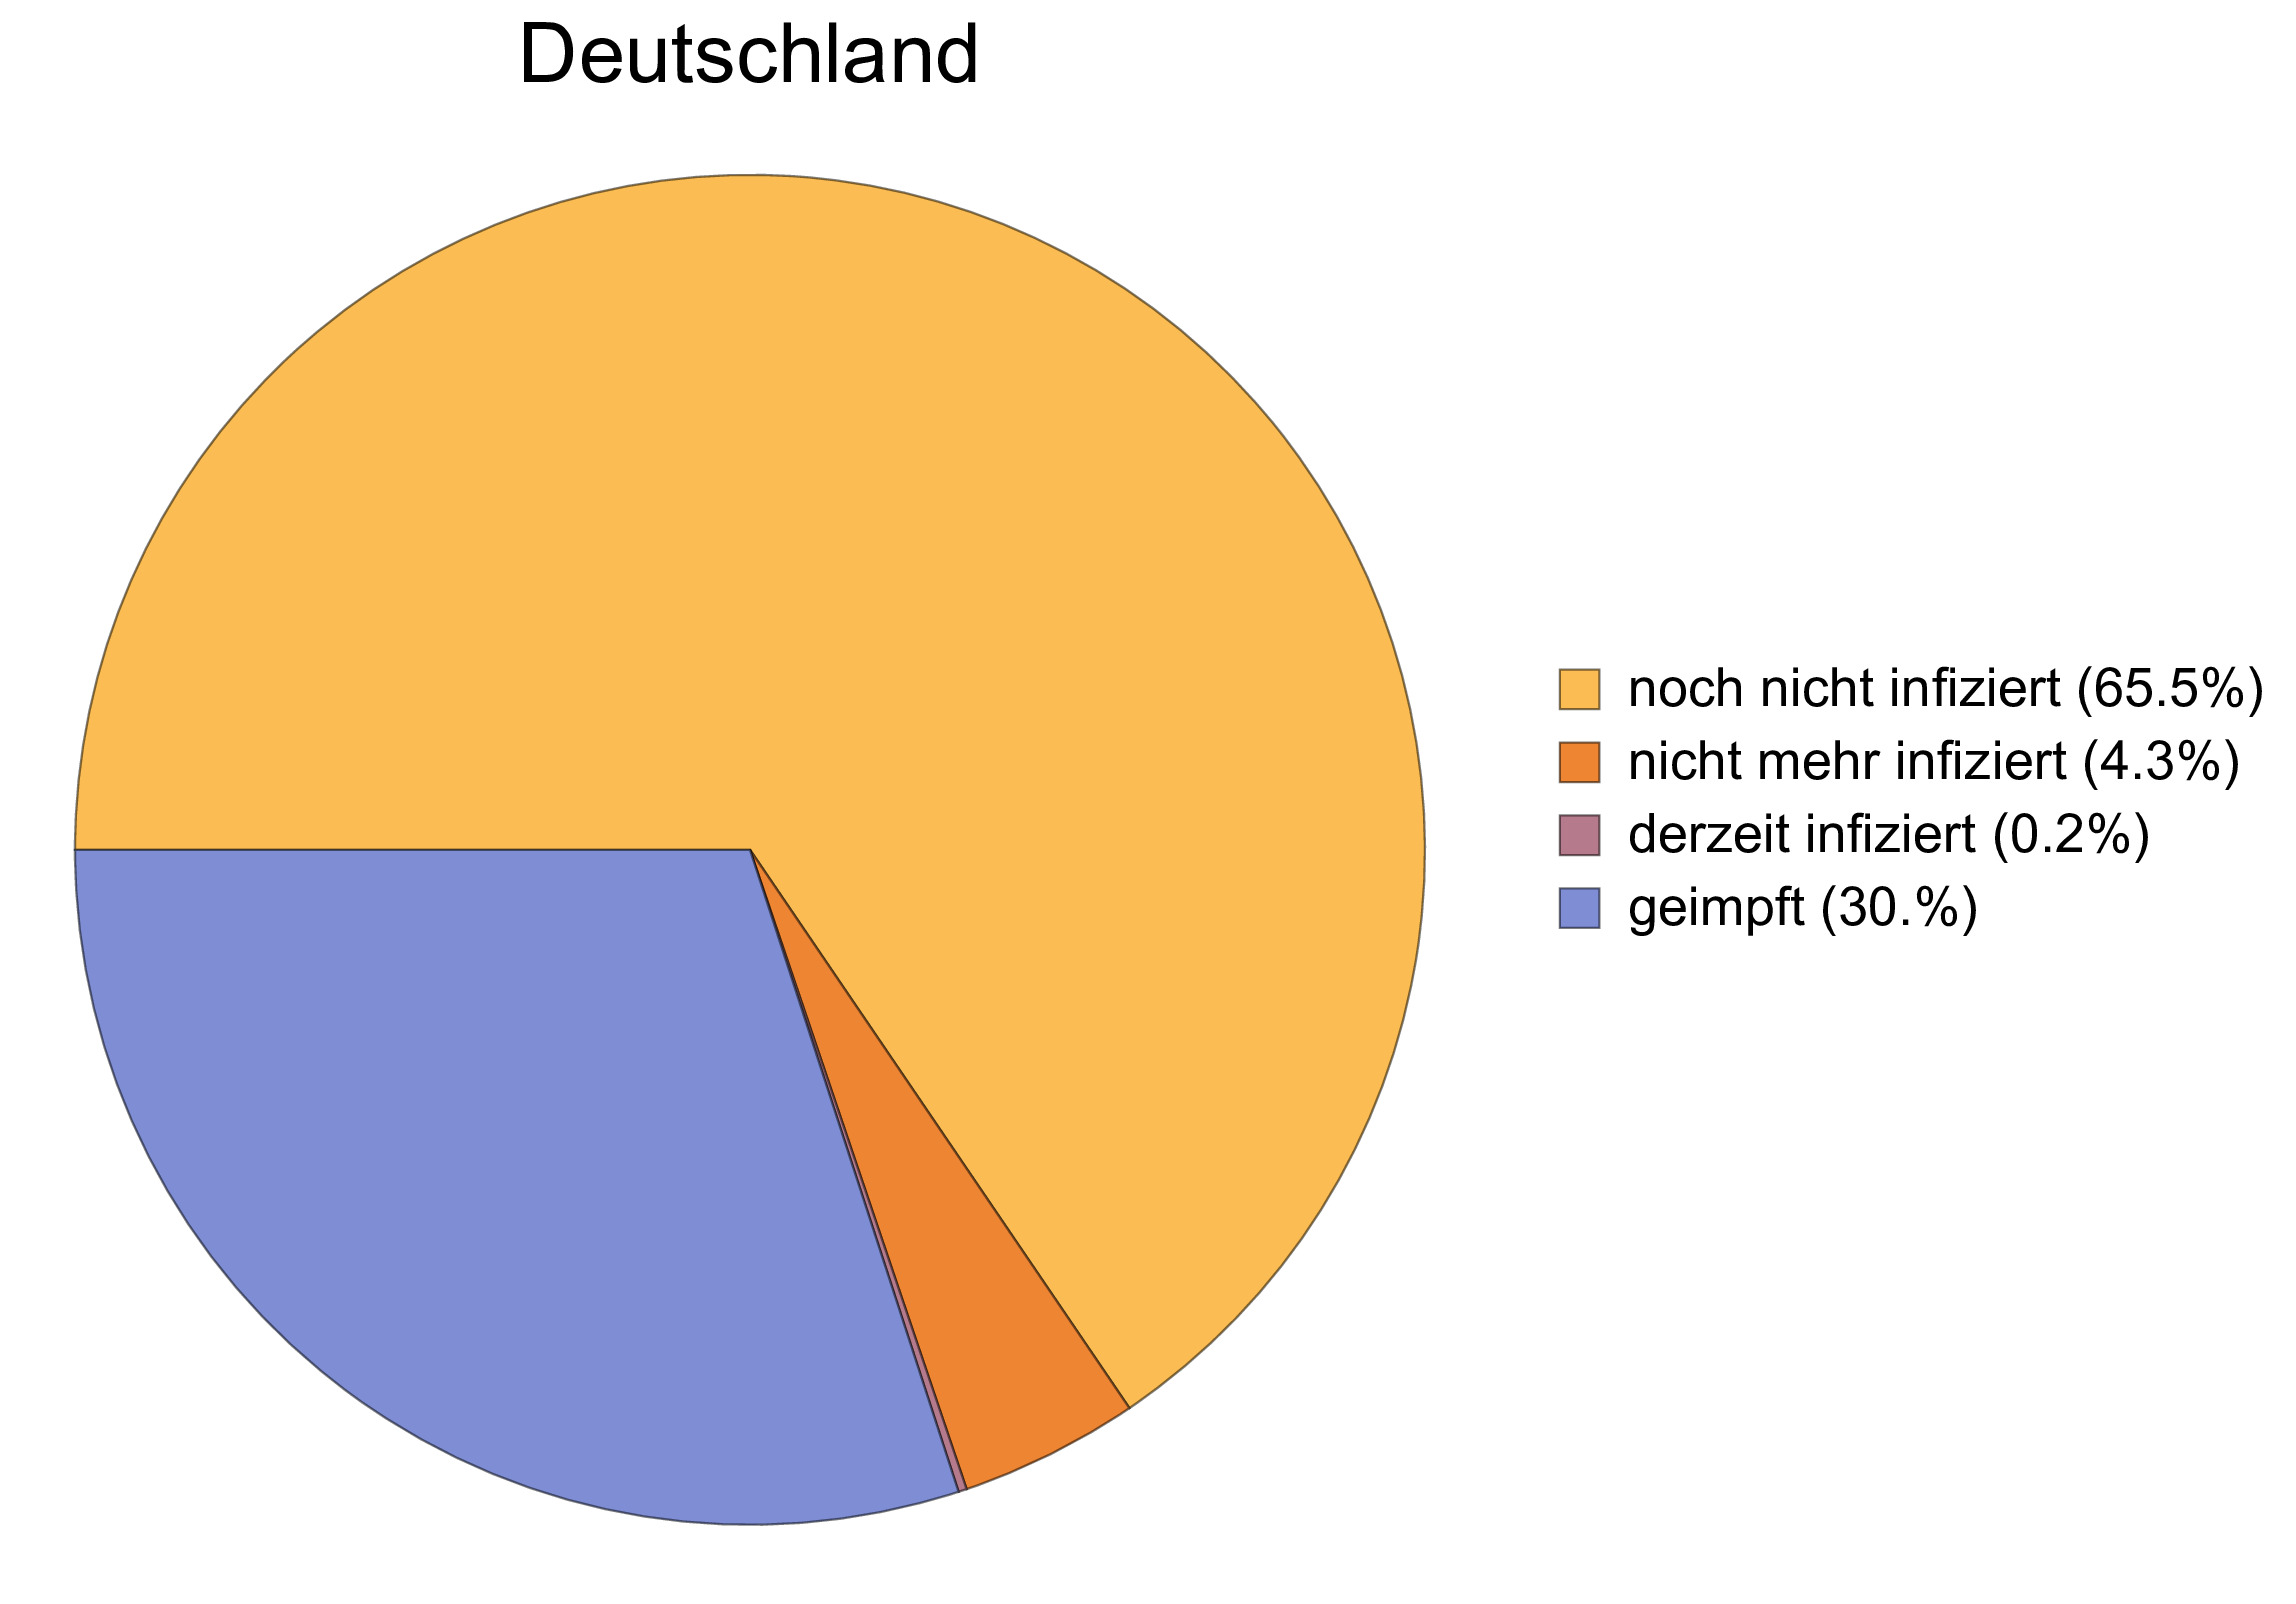 Deutschland
noch nicht infiziert (65.5%)
nicht mehr infiziert (4.3%)
derzeit infiziert (0.2%)
geimpft (30.%)